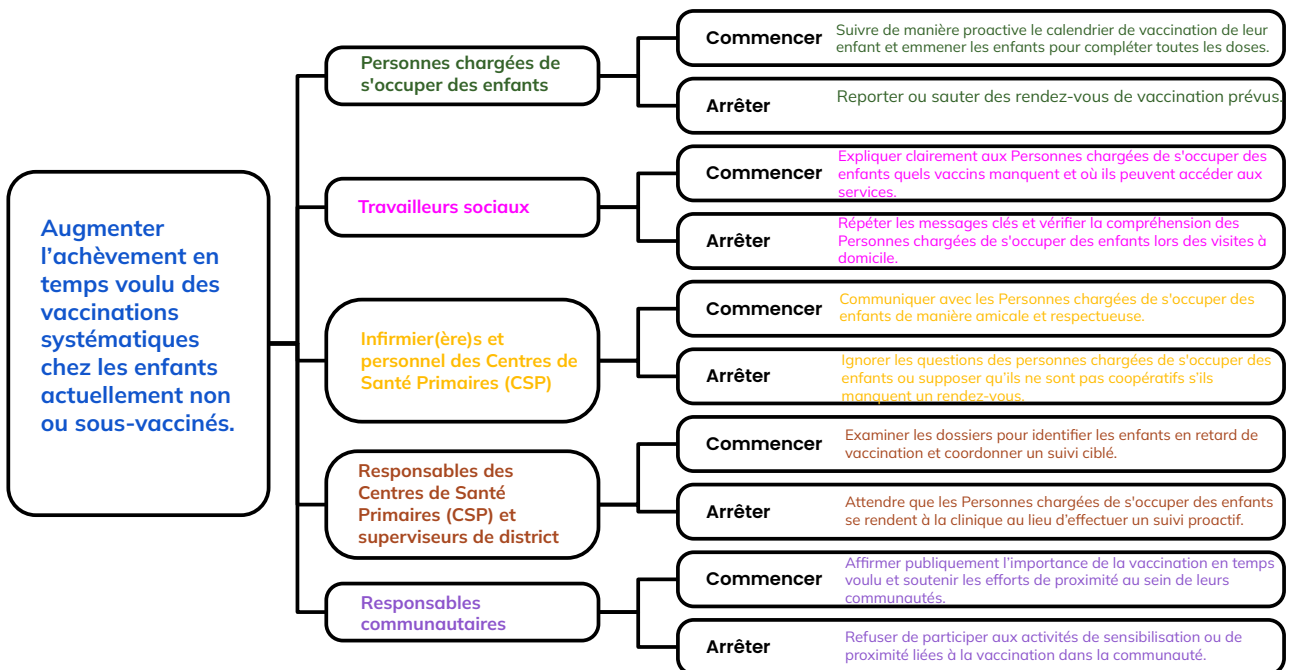 Augmenter
l’achèvement en
temps voulu des
vaccinations
systématiques
chez les enfants
actuellement non
ou sous-vaccinés.
Personnes chargées de
s'occuper des enfants
Commencer
Suivre de manière proactive le calendrier de vaccination de leur
enfant et emmener les enfants pour compléter toutes les doses.
Arrêter
Reporter ou sauter des rendez-vous de vaccination prévus.
Travailleurs sociaux
Commencer
Expliquer clairement aux Personnes chargées de s'occuper des
enfants quels vaccins manquent et où ils peuvent accéder aux
services.
Arrêter
Répéter les messages clés et vérifier la compréhension des
Personnes chargées de s'occuper des enfants lors des visites à
domicile.
Infirmier(ère)s et
personnel des Centres de
Santé Primaires (CSP)
Commencer
Communiquer avec les Personnes chargées de s'occuper des
enfants de manière amicale et respectueuse.
Arrêter
Ignorer les questions des personnes chargées de s'occuper des
enfants ou supposer qu’ils ne sont pas coopératifs s’ils
manquent un rendez-vous.
Responsables des
Centres de Santé
Primaires (CSP) et
superviseurs de district
Commencer
Examiner les dossiers pour identifier les enfants en retard de
vaccination et coordonner un suivi ciblé.
Arrêter
Attendre que les Personnes chargées de s'occuper des enfants
se rendent à la clinique au lieu d’effectuer un suivi proactif.
Responsables
communautaires
Commencer
Affirmer publiquement l’importance de la vaccination en temps
voulu et soutenir les efforts de proximité au sein de leurs
communautés.
Arrêter
Refuser de participer aux activités de sensibilisation ou de
proximité liées à la vaccination dans la communauté.